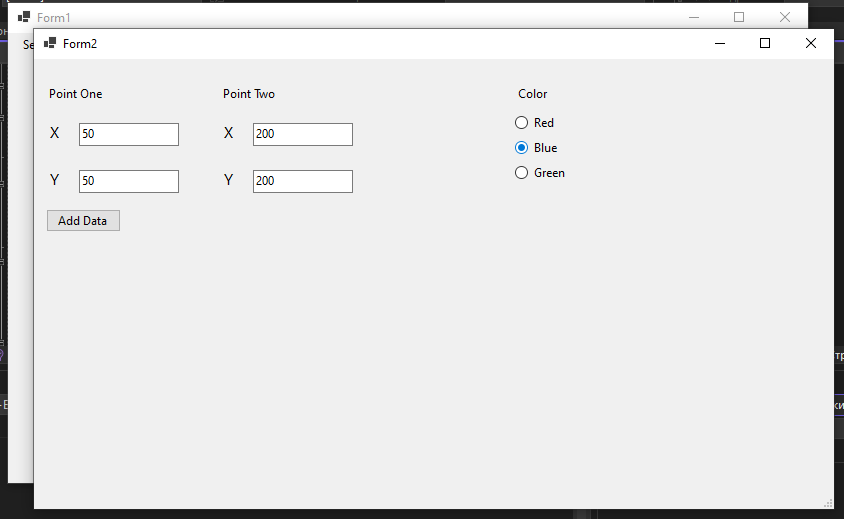 Form1
Form2
Point One
Point Two
Color
X
50
X
200
Red
Blue
Y
50
Y
200
Green
Add Data